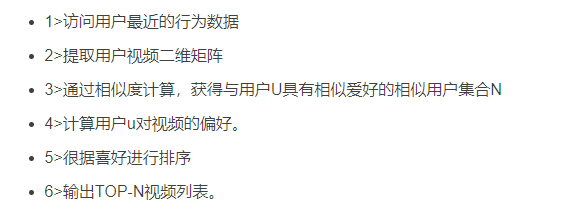 1>访问用户最近的行为数据
2>提取用户视频二维矩阵
3>通过相似度计算，获得与用户U具有相似爱好的相似用户集合N
4>计算用户u对视频的偏好。
5>很据喜好进行排序
6>输出TOP-N视频列表。